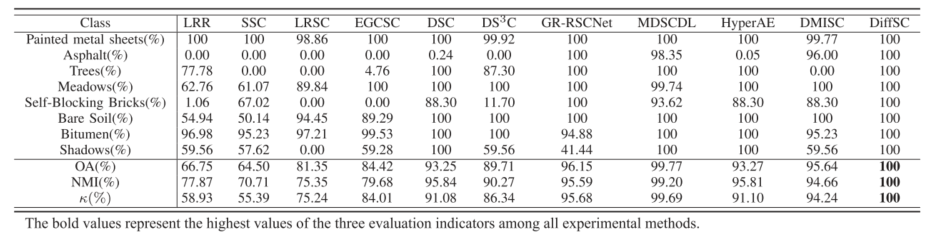 Class LRR SSC LRSC EGCSC DSC DS³C GR-RSCNet MDSCDL HyperAE DMISC DiffSC
Painted metal sheets(%) 100 100 98.86 100 100 99.92 100 100 100 99.77 100
Asphalt(%) 0.00 0.00 0.00 0.00 0.24 0.00 100 98.35 0.05 96.00 100
Trees(%) 77.78 0.00 0.00 4.76 100 87.30 100 100 100 0.00 100
Meadows(%) 62.76 61.07 89.84 100 100 100 100 99.74 100 100 100
Self-Blocking Bricks(%) 1.06 67.02 0.00 0.00 88.30 11.70 100 93.62 88.30 88.30 100
Bare Soil(%) 54.94 50.14 94.45 89.29 100 100 100 100 100 100 100
Bitumen(%) 96.98 95.23 97.21 99.53 100 100 94.88 100 100 95.23 100
Shadows(%) 59.56 57.62 0.00 59.28 100 59.56 41.44 100 100 59.56 100
OA(%) 66.75 64.50 81.35 84.42 93.25 89.71 96.15 99.77 93.27 95.64 100
NMI(%) 77.87 70.71 75.35 79.68 95.84 90.27 95.59 99.20 95.81 94.66 100
κ(%) 58.93 55.39 75.24 84.01 91.08 86.34 95.68 99.69 91.10 94.24 100
The bold values represent the highest values of the three evaluation indicators among all experimental methods.